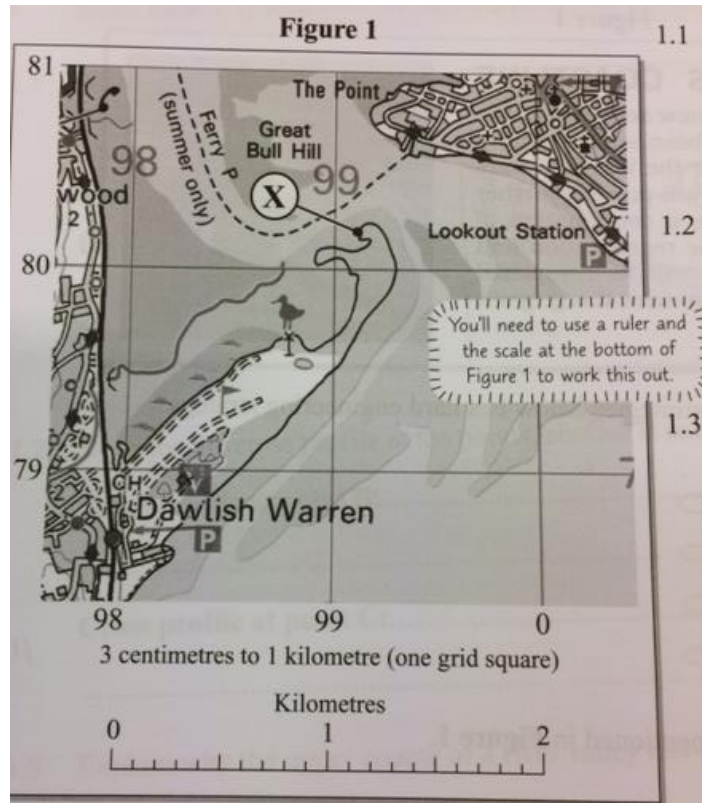 Figure 1
1.1
81
The Point
Ferry P
(summer only)
Great
Bull Hill
98
99
X
wood
2
Lookout Station
P
1.2
80
You'll need to use a ruler and
the scale at the bottom of
Figure 1 to work this out.
1.3
79
CH
V
2
Dawlish Warren
P
7
98
99
0
3 centimetres to 1 kilometre (one grid square)
Kilometres
0
1
2